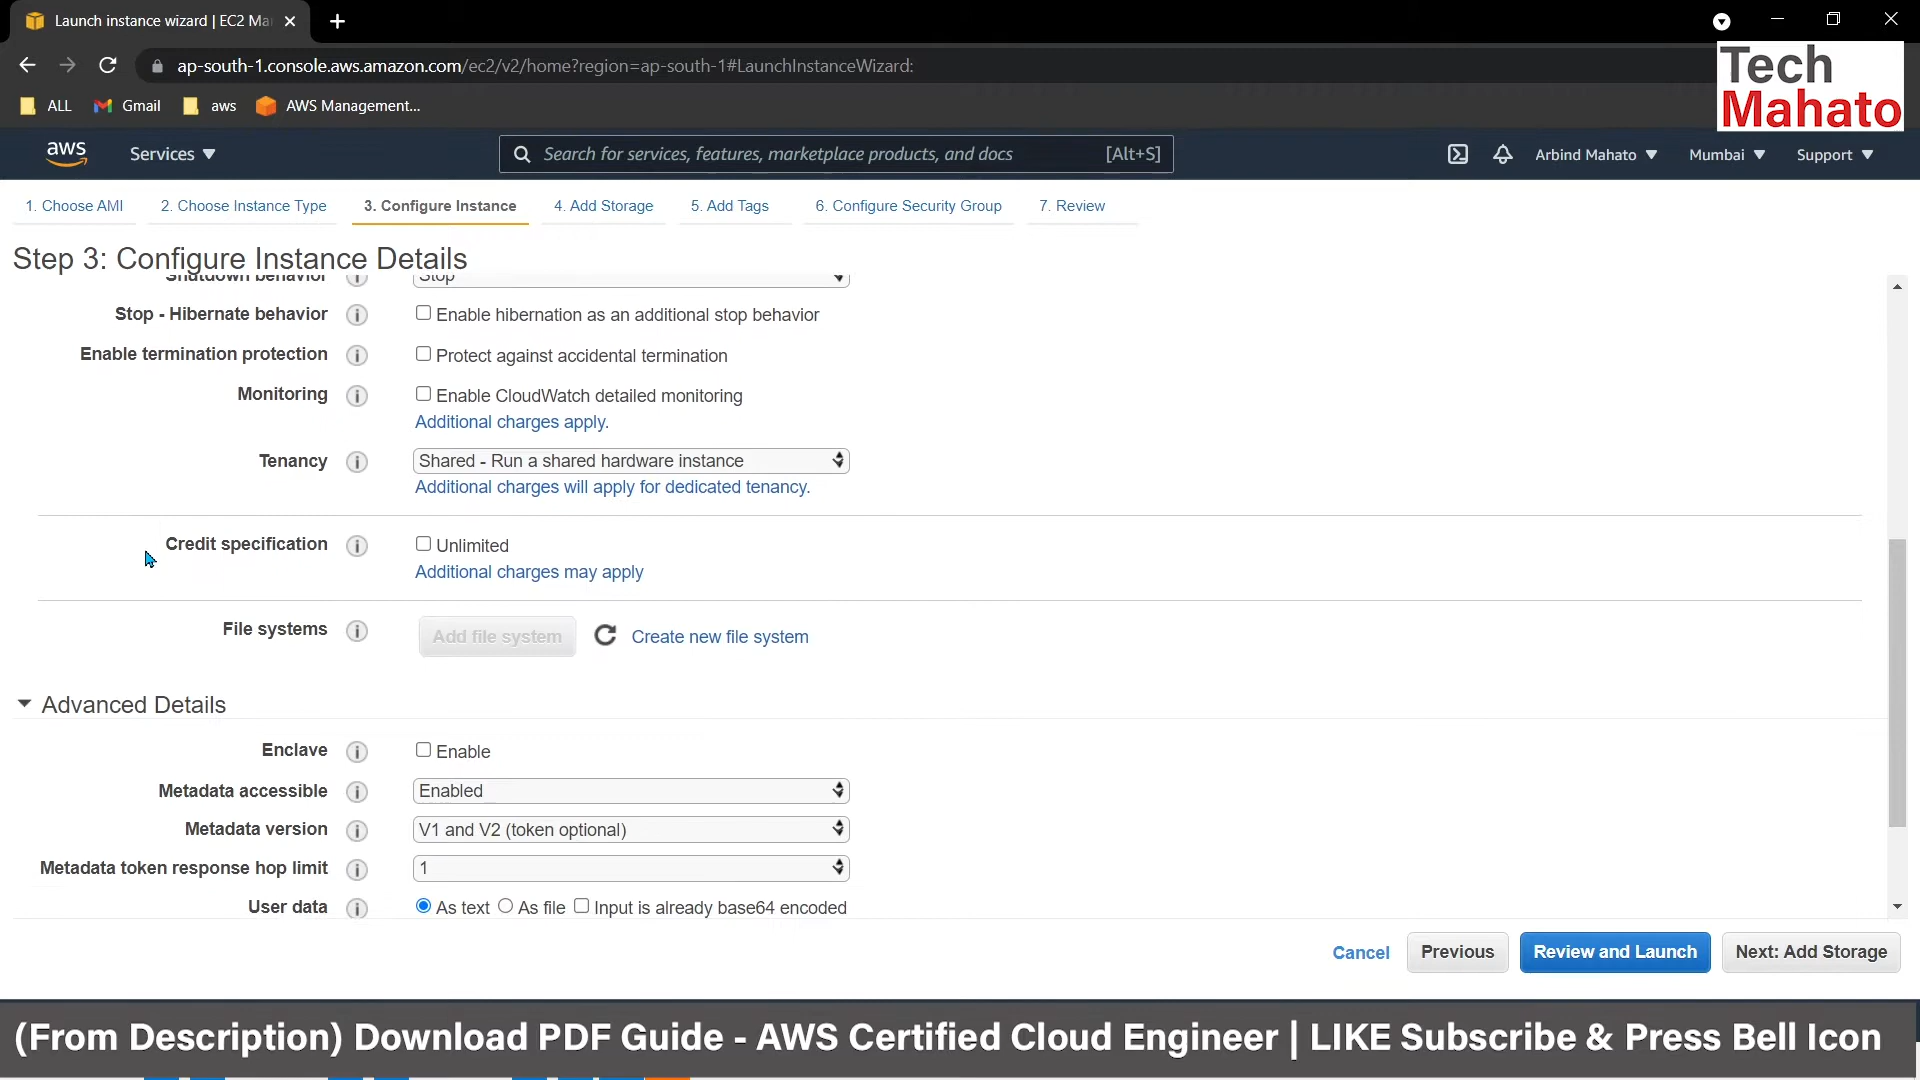 Launch instance wizard | EC2 Ma
ap-south-1.console.aws.amazon.com/ec2/v2/home?region=ap-south-1#LaunchInstanceWizard:
Tech
Mahato
ALL Gmail aws AWS Management...
aws Services Search for services, features, marketplace products, and docs [Alt+S] Arbind Mahato Mumbai Support
1. Choose AMI 2. Choose Instance Type 3. Configure Instance 4. Add Storage 5. Add Tags 6. Configure Security Group 7. Review
Step 3: Configure Instance Details
Shutdown behavior Stop
Stop - Hibernate behavior Enable hibernation as an additional stop behavior
Enable termination protection Protect against accidental termination
Monitoring Enable CloudWatch detailed monitoring
Additional charges apply.
Tenancy Shared - Run a shared hardware instance
Additional charges will apply for dedicated tenancy.
Credit specification Unlimited
Additional charges may apply
File systems Add file system Create new file system
Advanced Details
Enclave Enable
Metadata accessible Enabled
Metadata version V1 and V2 (token optional)
Metadata token response hop limit 1
User data As text As file Input is already base64 encoded
Cancel Previous Review and Launch Next: Add Storage
(From Description) Download PDF Guide - AWS Certified Cloud Engineer | LIKE Subscribe & Press Bell Icon